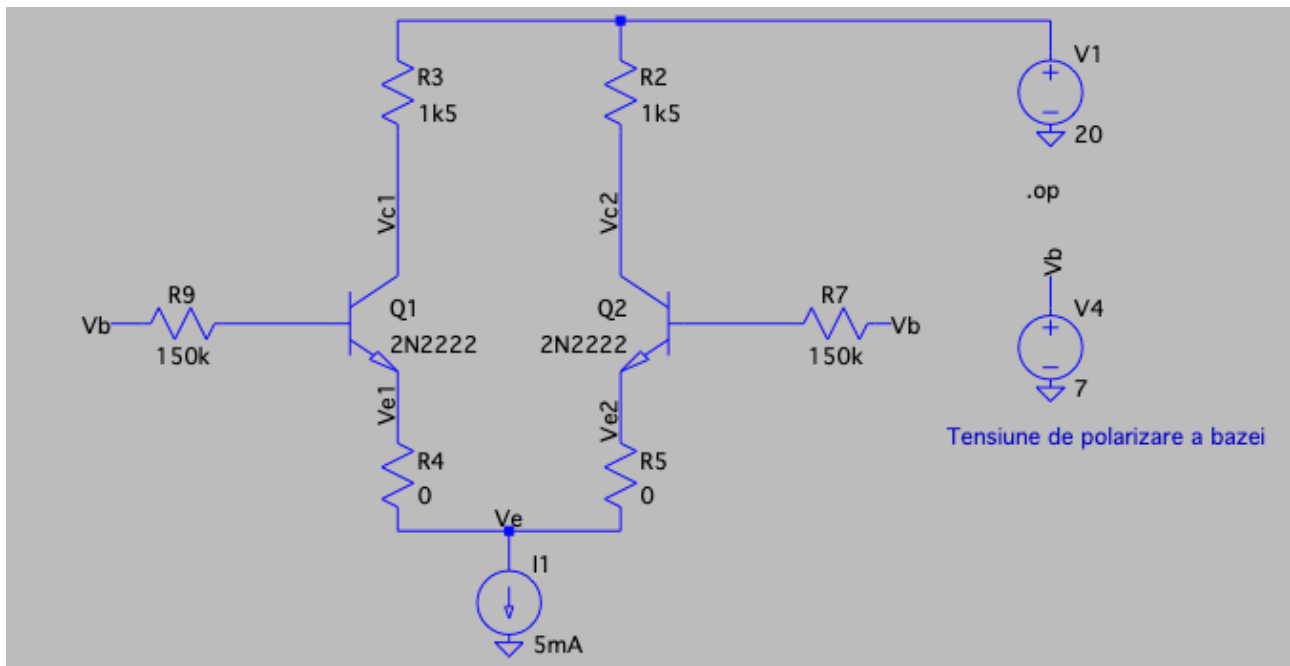 R3
1k5
R2
1k5
V1
20
.op
Vc1
Vc2
Vb
R9
150k
Q1
2N2222
Q2
2N2222
R7
150k
Vb
Vb
V4
7
Tensiune de polarizare a bazei
Ve1
Ve2
R4
0
R5
0
Ve
I1
5mA